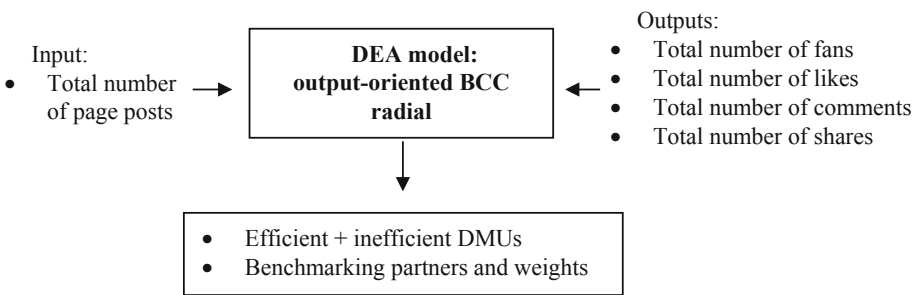 Input:
• Total number
of page posts
DEA model:
output-oriented BCC
radial
Outputs:
• Total number of fans
• Total number of likes
• Total number of comments
• Total number of shares
• Efficient + inefficient DMUs
• Benchmarking partners and weights